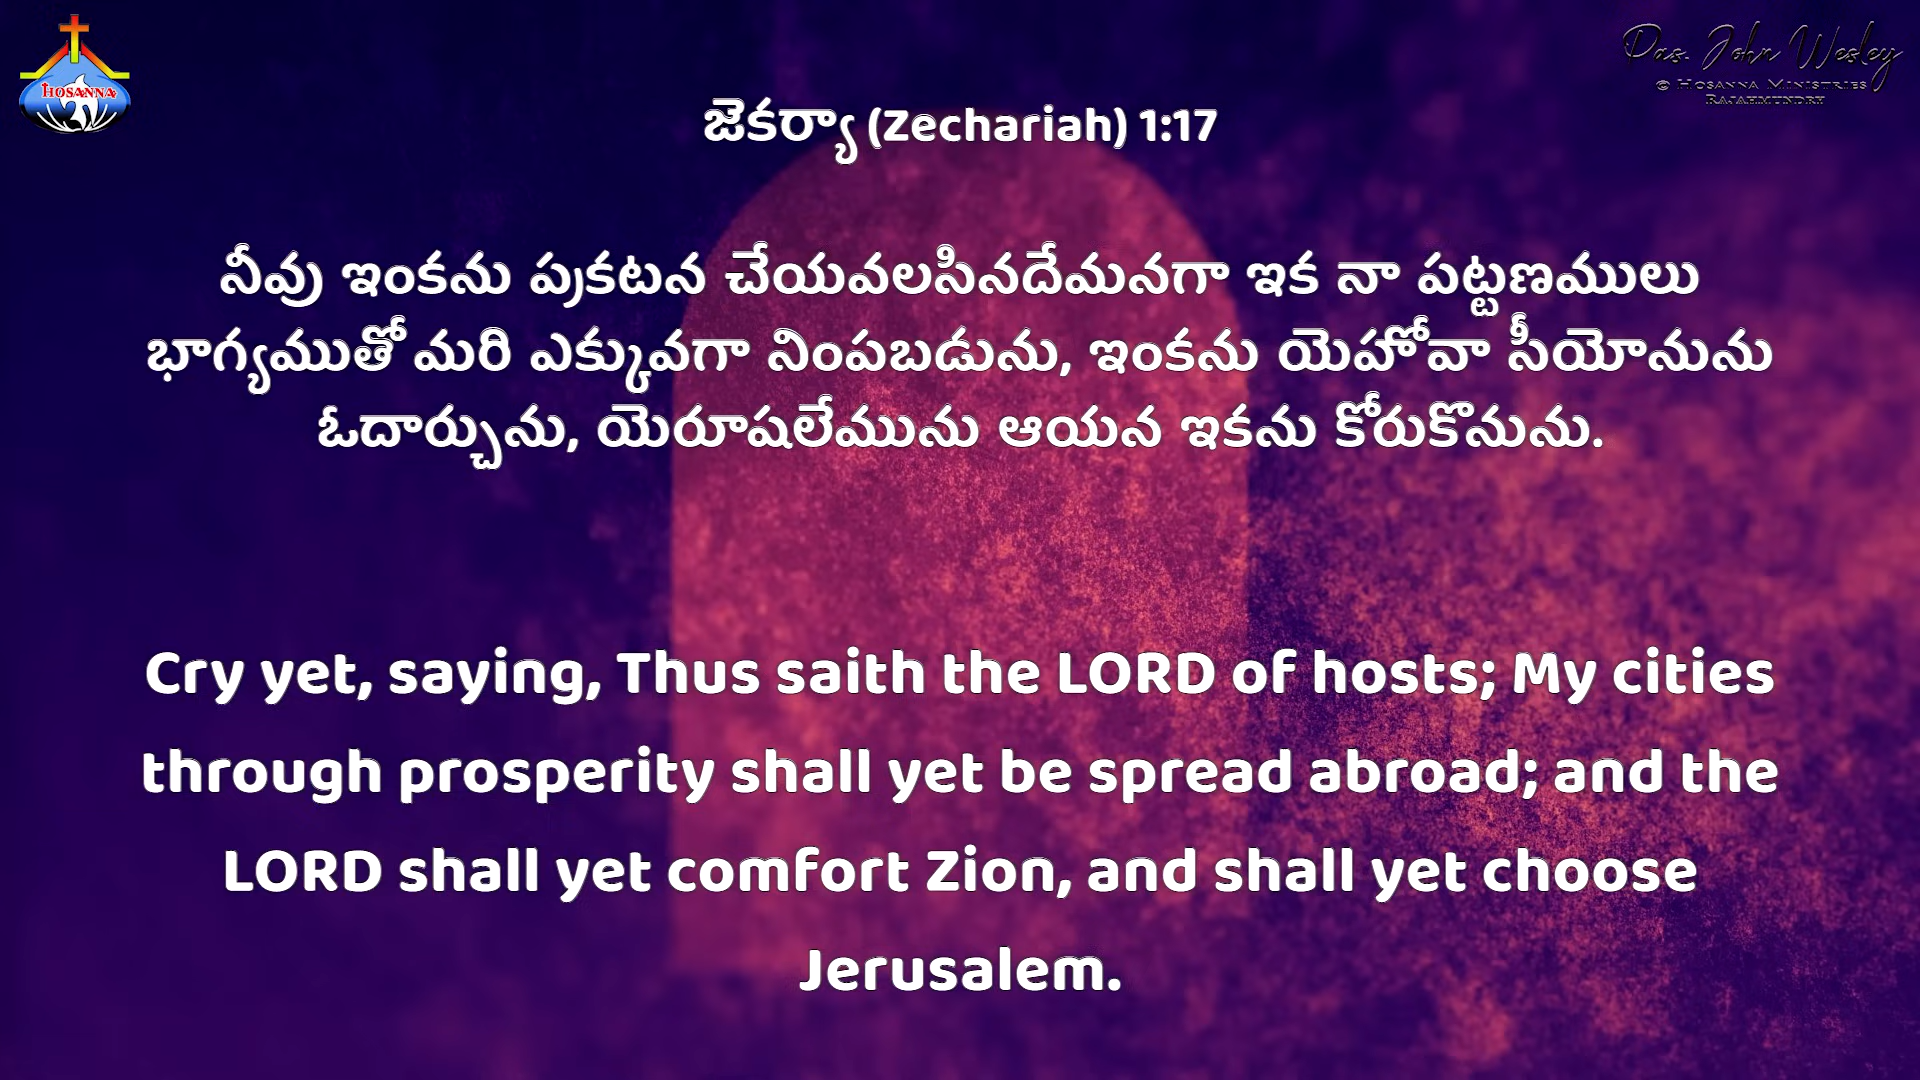 HOSANNA
Pas. John Wesley
© Hosanna Ministries
Rajahmundry
జెకర్యా (Zechariah) 1:17
నీవు ఇంకను ప్రకటన చేయవలసినదేమనగా ఇక నా పట్టణములు
భాగ్యముతో మరి ఎక్కువగా నింపబడును, ఇంకను యెహోవా సీయోనును
ఓదార్చును, యెరూషలేమును ఆయన ఇకను కోరుకొనును.
Cry yet, saying, Thus saith the LORD of hosts; My cities
through prosperity shall yet be spread abroad; and the
LORD shall yet comfort Zion, and shall yet choose
Jerusalem.